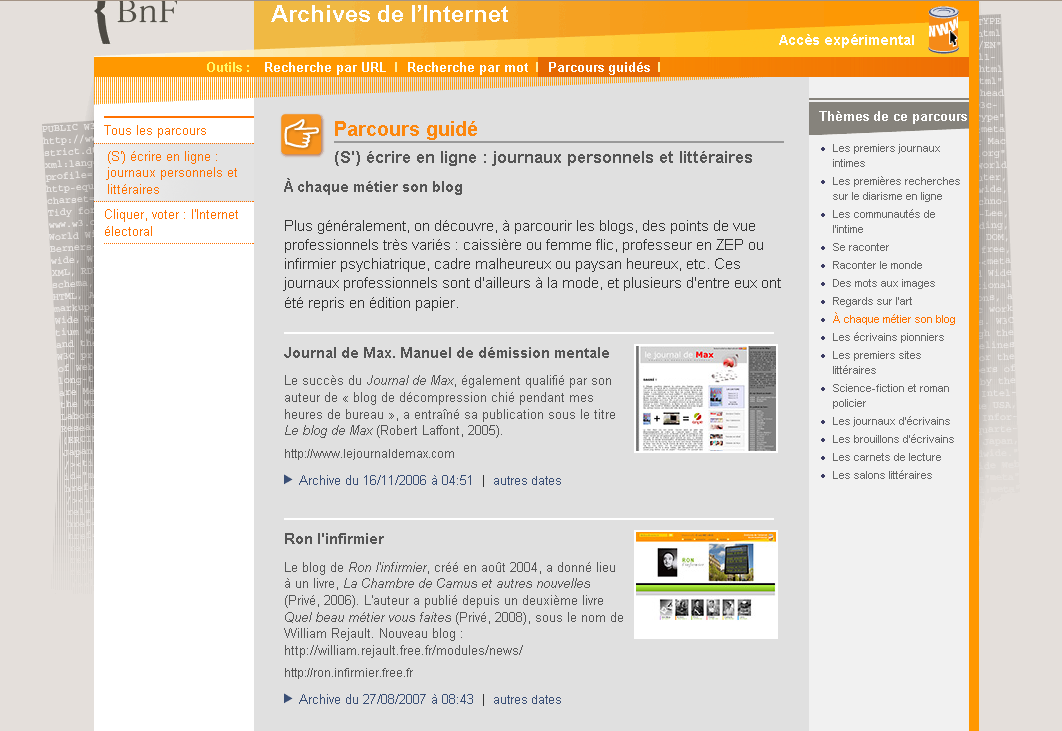 BnF
Archives de l'Internet
Accès expérimental
WWW
Outils : Recherche par URL | Recherche par mot | Parcours guidés |
Tous les parcours
(S') écrire en ligne :
journaux personnels et
littéraires
Cliquer, voter : l'Internet
électoral
Parcours guidé
(S') écrire en ligne : journaux personnels et littéraires
À chaque métier son blog
Plus généralement, on découvre, à parcourir les blogs, des points de vue
professionnels très variés : caissière ou femme flic, professeur en ZEP ou
infirmier psychiatrique, cadre malheureux ou paysan heureux, etc. Ces
journaux professionnels sont d'ailleurs à la mode, et plusieurs d'entre eux ont
été repris en édition papier.
Journal de Max. Manuel de démission mentale
Le succès du Journal de Max, également qualifié par son
auteur de « blog de décompression chié pendant mes
heures de bureau », a entraîné sa publication sous le titre
Le blog de Max (Robert Laffont, 2005).
http://www.lejournaldemax.com
Archive du 16/11/2006 à 04:51 | autres dates
le journal de Max
Ron l'infirmier
Le blog de Ron l'infirmier, créé en août 2004, a donné lieu
à un livre, La Chambre de Camus et autres nouvelles
(Privé, 2006). L'auteur a publié depuis un deuxième livre
Quel beau métier vous faites (Privé, 2008), sous le nom de
William Rejault. Nouveau blog :
http://william.rejault.free.fr/modules/news/
http://ron.infirmier.free.fr
Archive du 27/08/2007 à 08:43 | autres dates
RON
Thèmes de ce parcours
Les premiers journaux
intimes
Les premières recherches
sur le diarisme en ligne
Les communautés de
l'intime
Se raconter
Raconter le monde
Des mots aux images
Regards sur l'art
À chaque métier son blog
Les écrivains pionniers
Les premiers sites
littéraires
Science-fiction et roman
policier
Les journaux d'écrivains
Les brouillons d'écrivains
Les carnets de lecture
Les salons littéraires